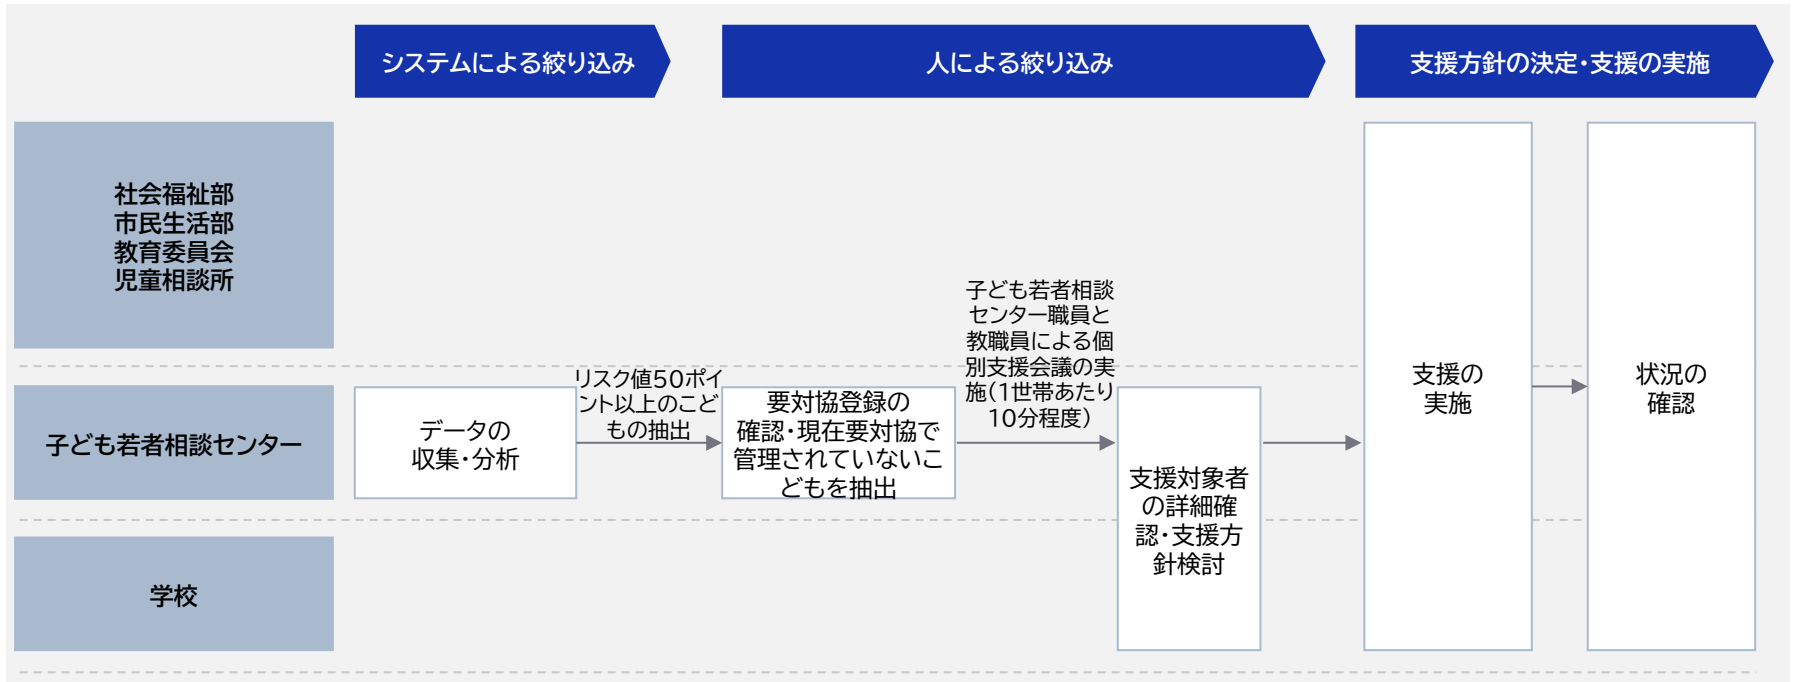 システムによる絞り込み
人による絞り込み
支援方針の決定・支援の実施
社会福祉部
市民生活部
教育委員会
児童相談所
子ども若者相談センター
学校
データの
収集・分析
リスク値50ポイ
ント以上のこど
もの抽出
要対協登録の
確認・現在要対協で
管理されていないこ
どもを抽出
子ども若者相談
センター職員と
教職員による個
別支援会議の実
施(1世帯あたり
10分程度)
支援対象者
の詳細確
認・支援方
針検討
支援の
実施
状況の
確認